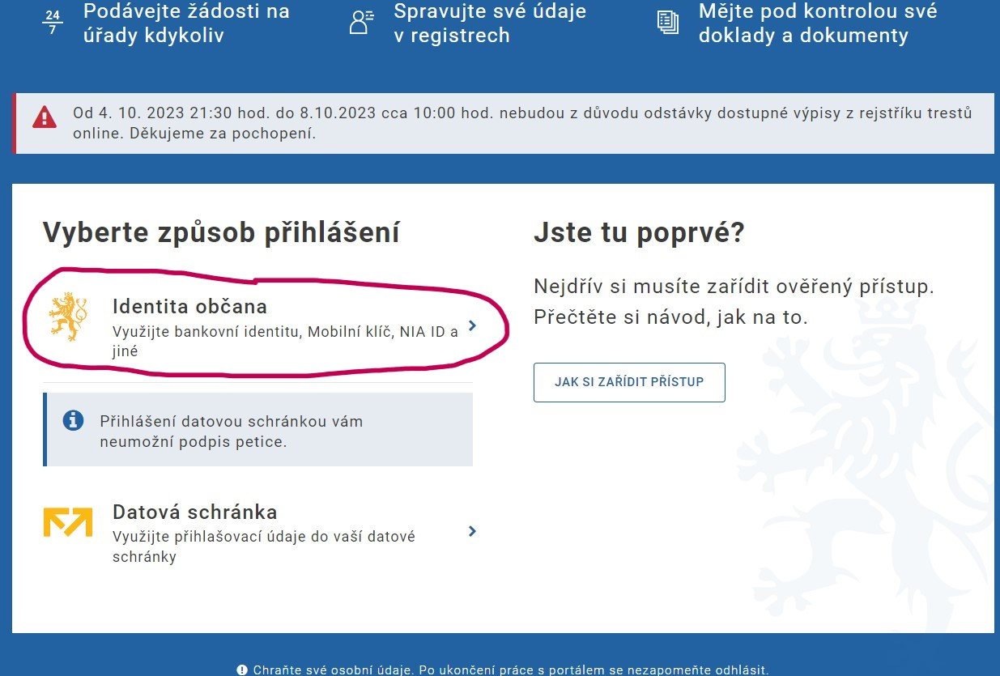 24
7
Podávejte žádosti na
úřady kdykoliv
Spravujte své údaje
v registrech
Mějte pod kontrolou své
doklady a dokumenty
Od 4. 10. 2023 21:30 hod. do 8.10.2023 cca 10:00 hod. nebudou z důvodu odstávky dostupné výpisy z rejstříku trestů
online. Děkujeme za pochopení.
Vyberte způsob přihlášení
Identita občana
Využijte bankovní identitu, Mobilní klíč, NIA ID a
jiné
Přihlášení datovou schránkou vám
neumožní podpis petice.
Datová schránka
Využijte přihlašovací údaje do vaší datové
schránky
Jste tu poprvé?
Nejdřív si musíte zařídit ověřený přístup.
Přečtěte si návod, jak na to.
JAK SI ZAŘÍDIT PŘÍSTUP
Chraňte své osobní údaje. Po ukončení práce s portálem se nezapomeňte odhlásit.